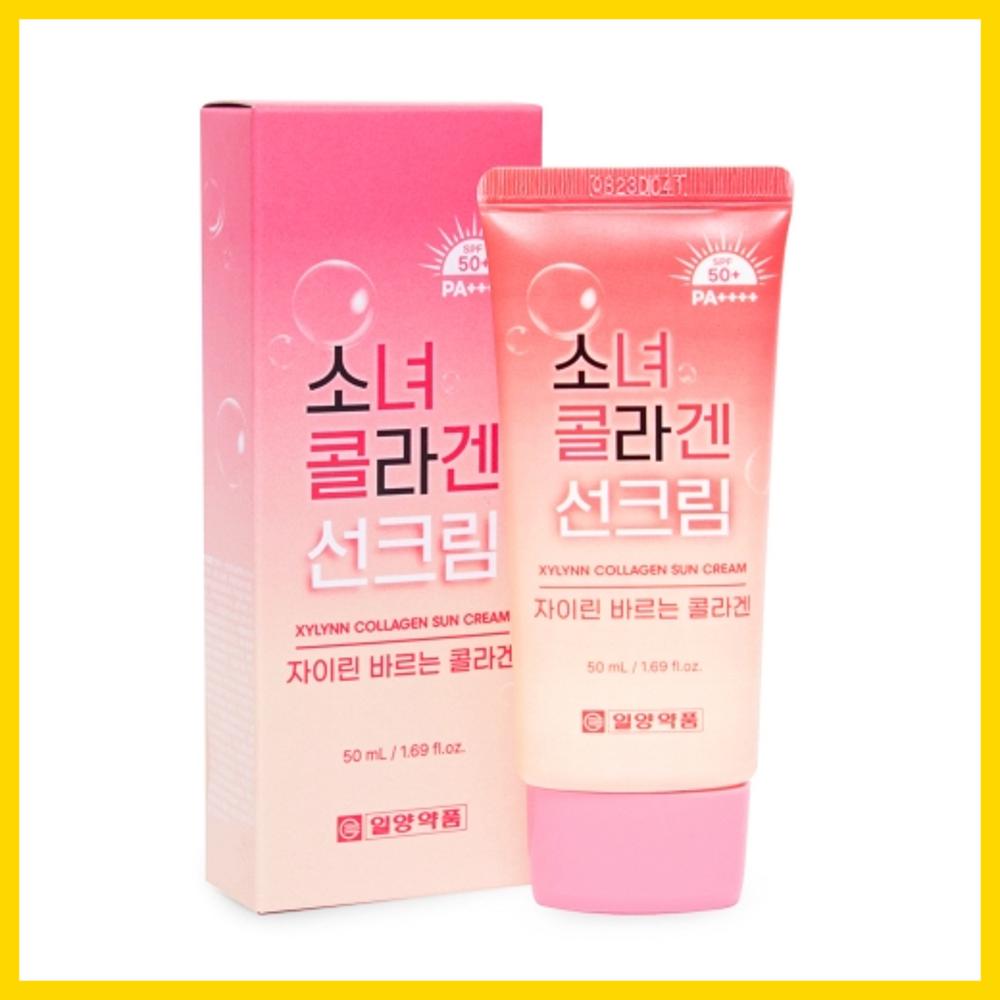 SPF
50+
PA+++
소녀
콜라겐
선크림
XYLYNN COLLAGEN SUN CREAM
자이린 바르는 콜라겐
50 mL / 1.69 fl.oz.
일양약품
SPF
50+
PA++++
소녀
콜라겐
선크림
XYLYNN COLLAGEN SUN CREAM
자이린 바르는 콜라겐
50 mL / 1.69 fl.oz.
일양약품